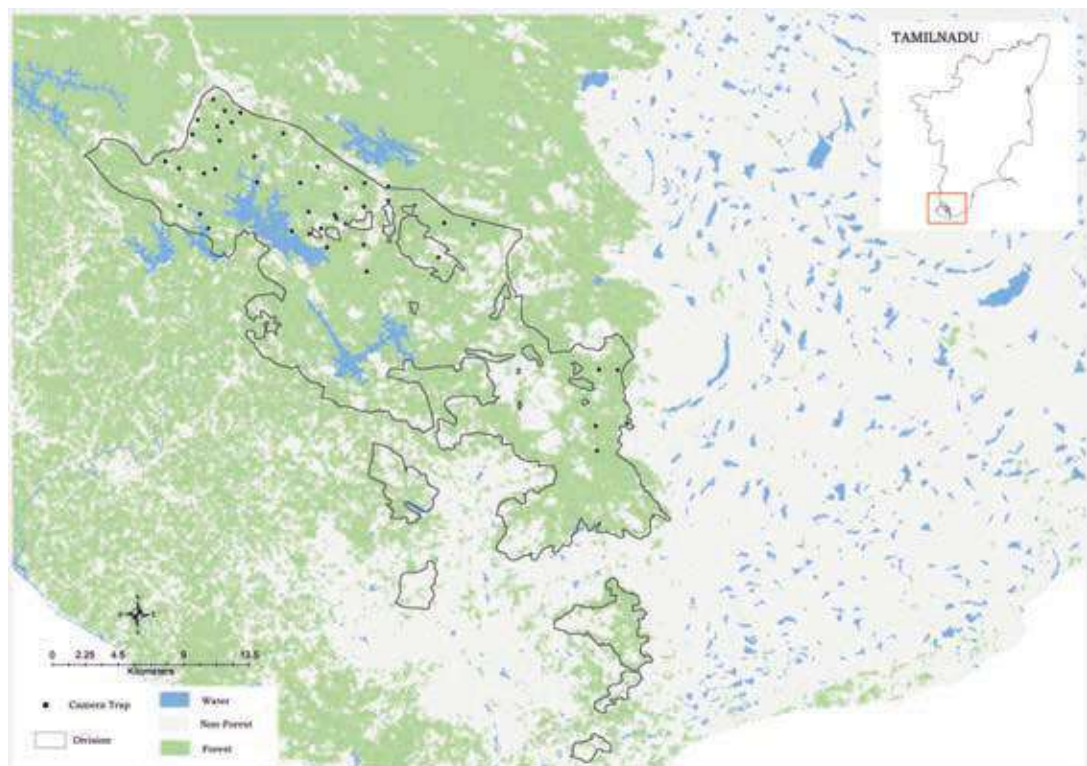 TAMILNADU
0 2.25 4.5 9 13.5
Kilometers
Camera Trap
Division
Water
Non-Forest
Forest